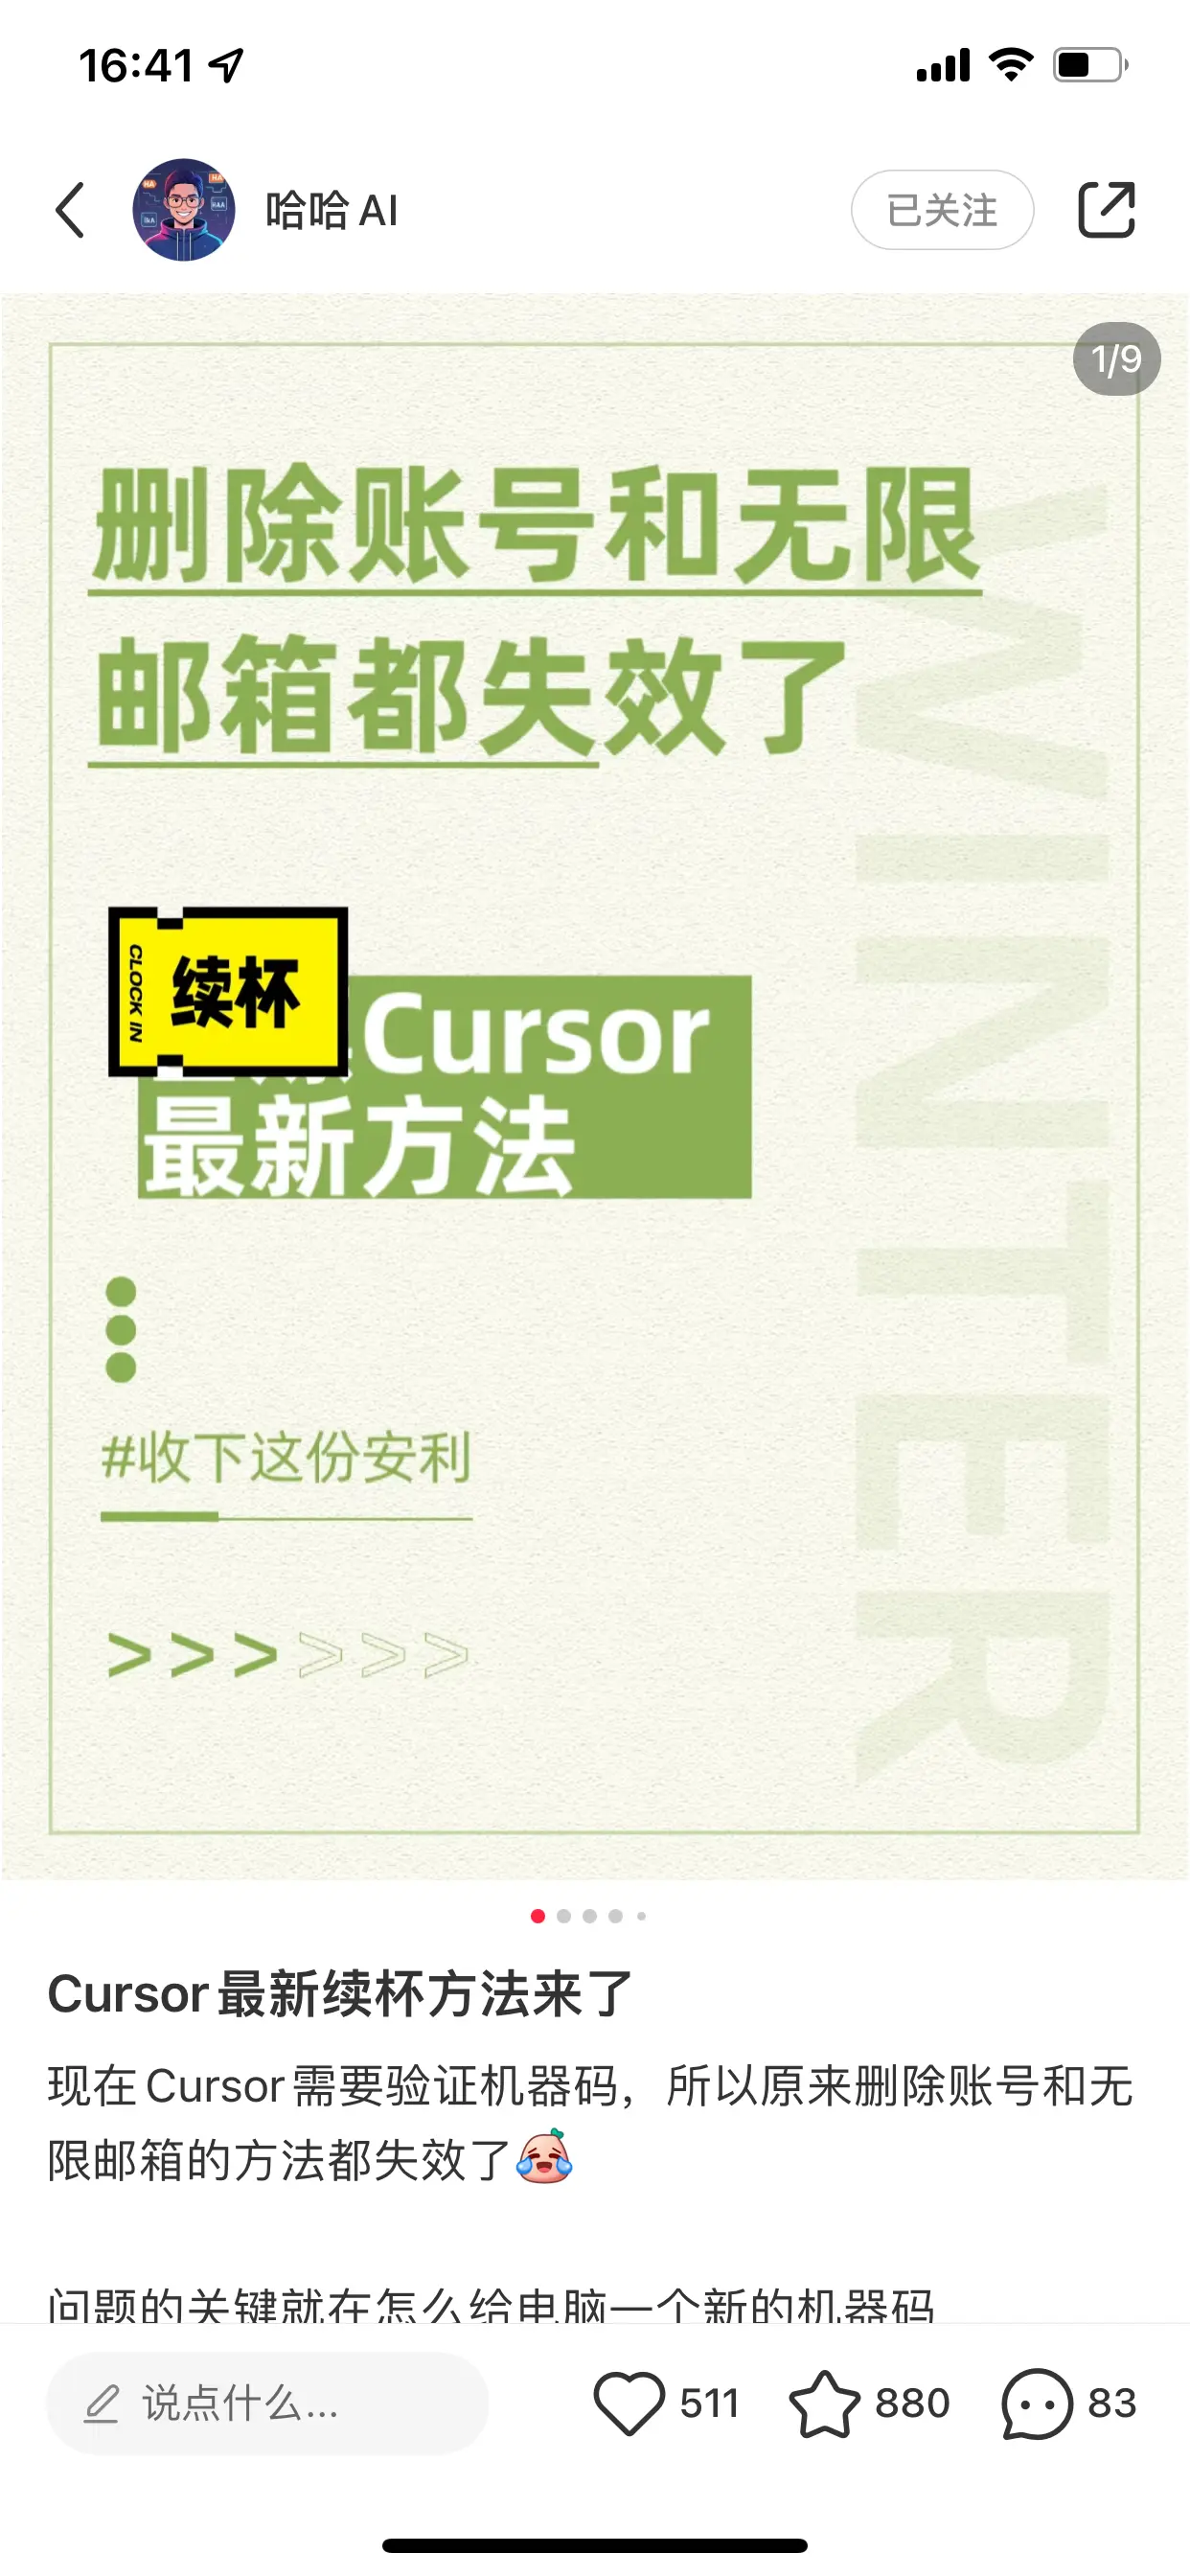 16:41
哈哈 AI
已关注
1/9
删除账号和无限
邮箱都失效了
CLOCK IN
续杯
Cursor
最新方法
WINTER
#收下这份安利
>>>>>>
Cursor最新续杯方法来了
现在Cursor需要验证机器码，所以原来删除账号和无
限邮箱的方法都失效了
问题的关键就在怎么给电脑一个新的机器码
说点什么...
511
880
83